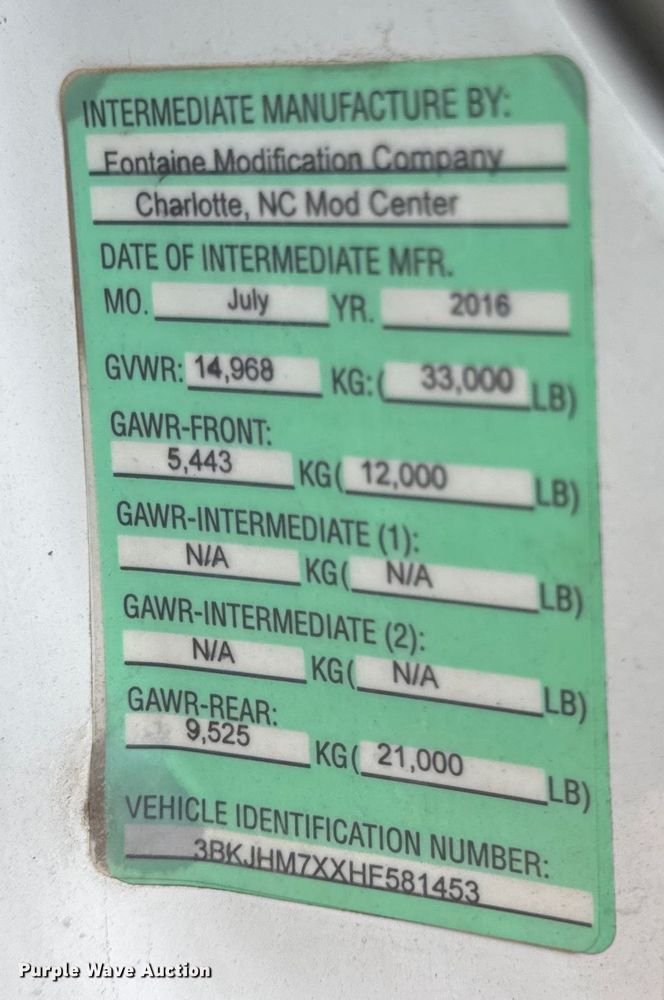 INTERMEDIATE MANUFACTURE BY:
Fontaine Modification Company
Charlotte, NC Mod Center
DATE OF INTERMEDIATE MFR.
MO. July YR. 2016
GVWR: 14,968 KG: ( 33,000 LB)
GAWR-FRONT:
5,443 KG( 12,000 LB)
GAWR-INTERMEDIATE (1):
N/A KG( N/A LB)
GAWR-INTERMEDIATE (2):
N/A KG( N/A LB)
GAWR-REAR:
9,525 KG( 21,000 LB)
VEHICLE IDENTIFICATION NUMBER:
3BKJHM7XXHF581453
Purple Wave Auction